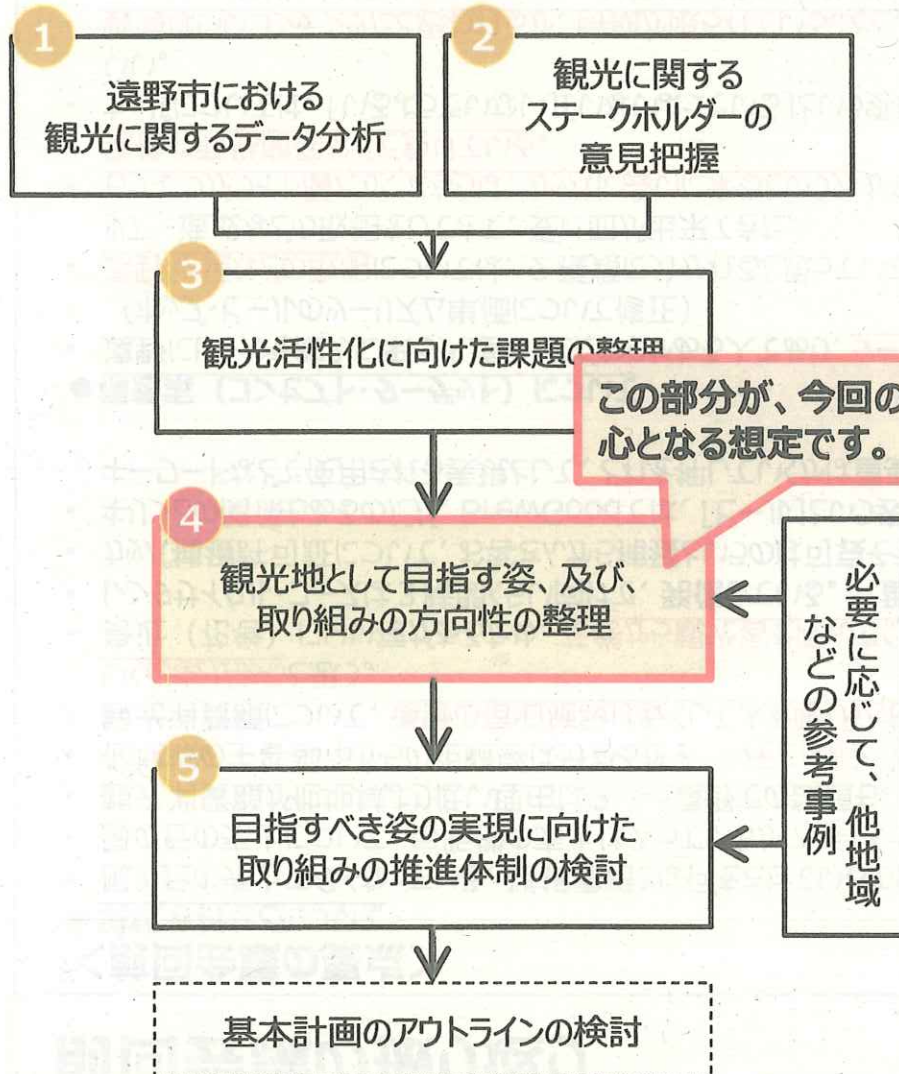 1
遠野市における
観光に関するデータ分析
2
観光に関する
ステークホルダーの
意見把握
3
観光活性化に向けた課題の整理
この部分が、今回の
心となる想定です。
4
観光地として目指す姿、及び、
取り組みの方向性の整理
必要に応じて、他地域
などの参考事例
5
目指すべき姿の実現に向けた
取り組みの推進体制の検討
基本計画のアウトラインの検討